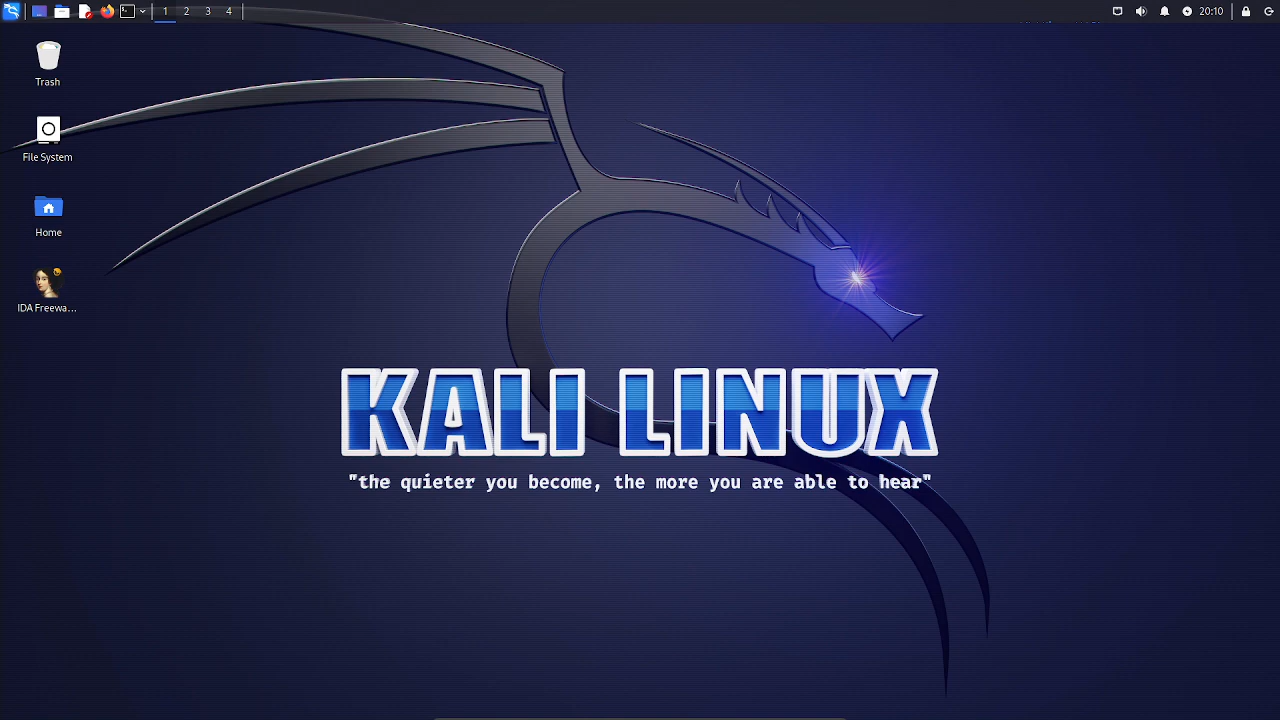 1 2 3 4
20:10
Trash
File System
Home
IDA Freewa...
KALI LINUX
"the quieter you become, the more you are able to hear"